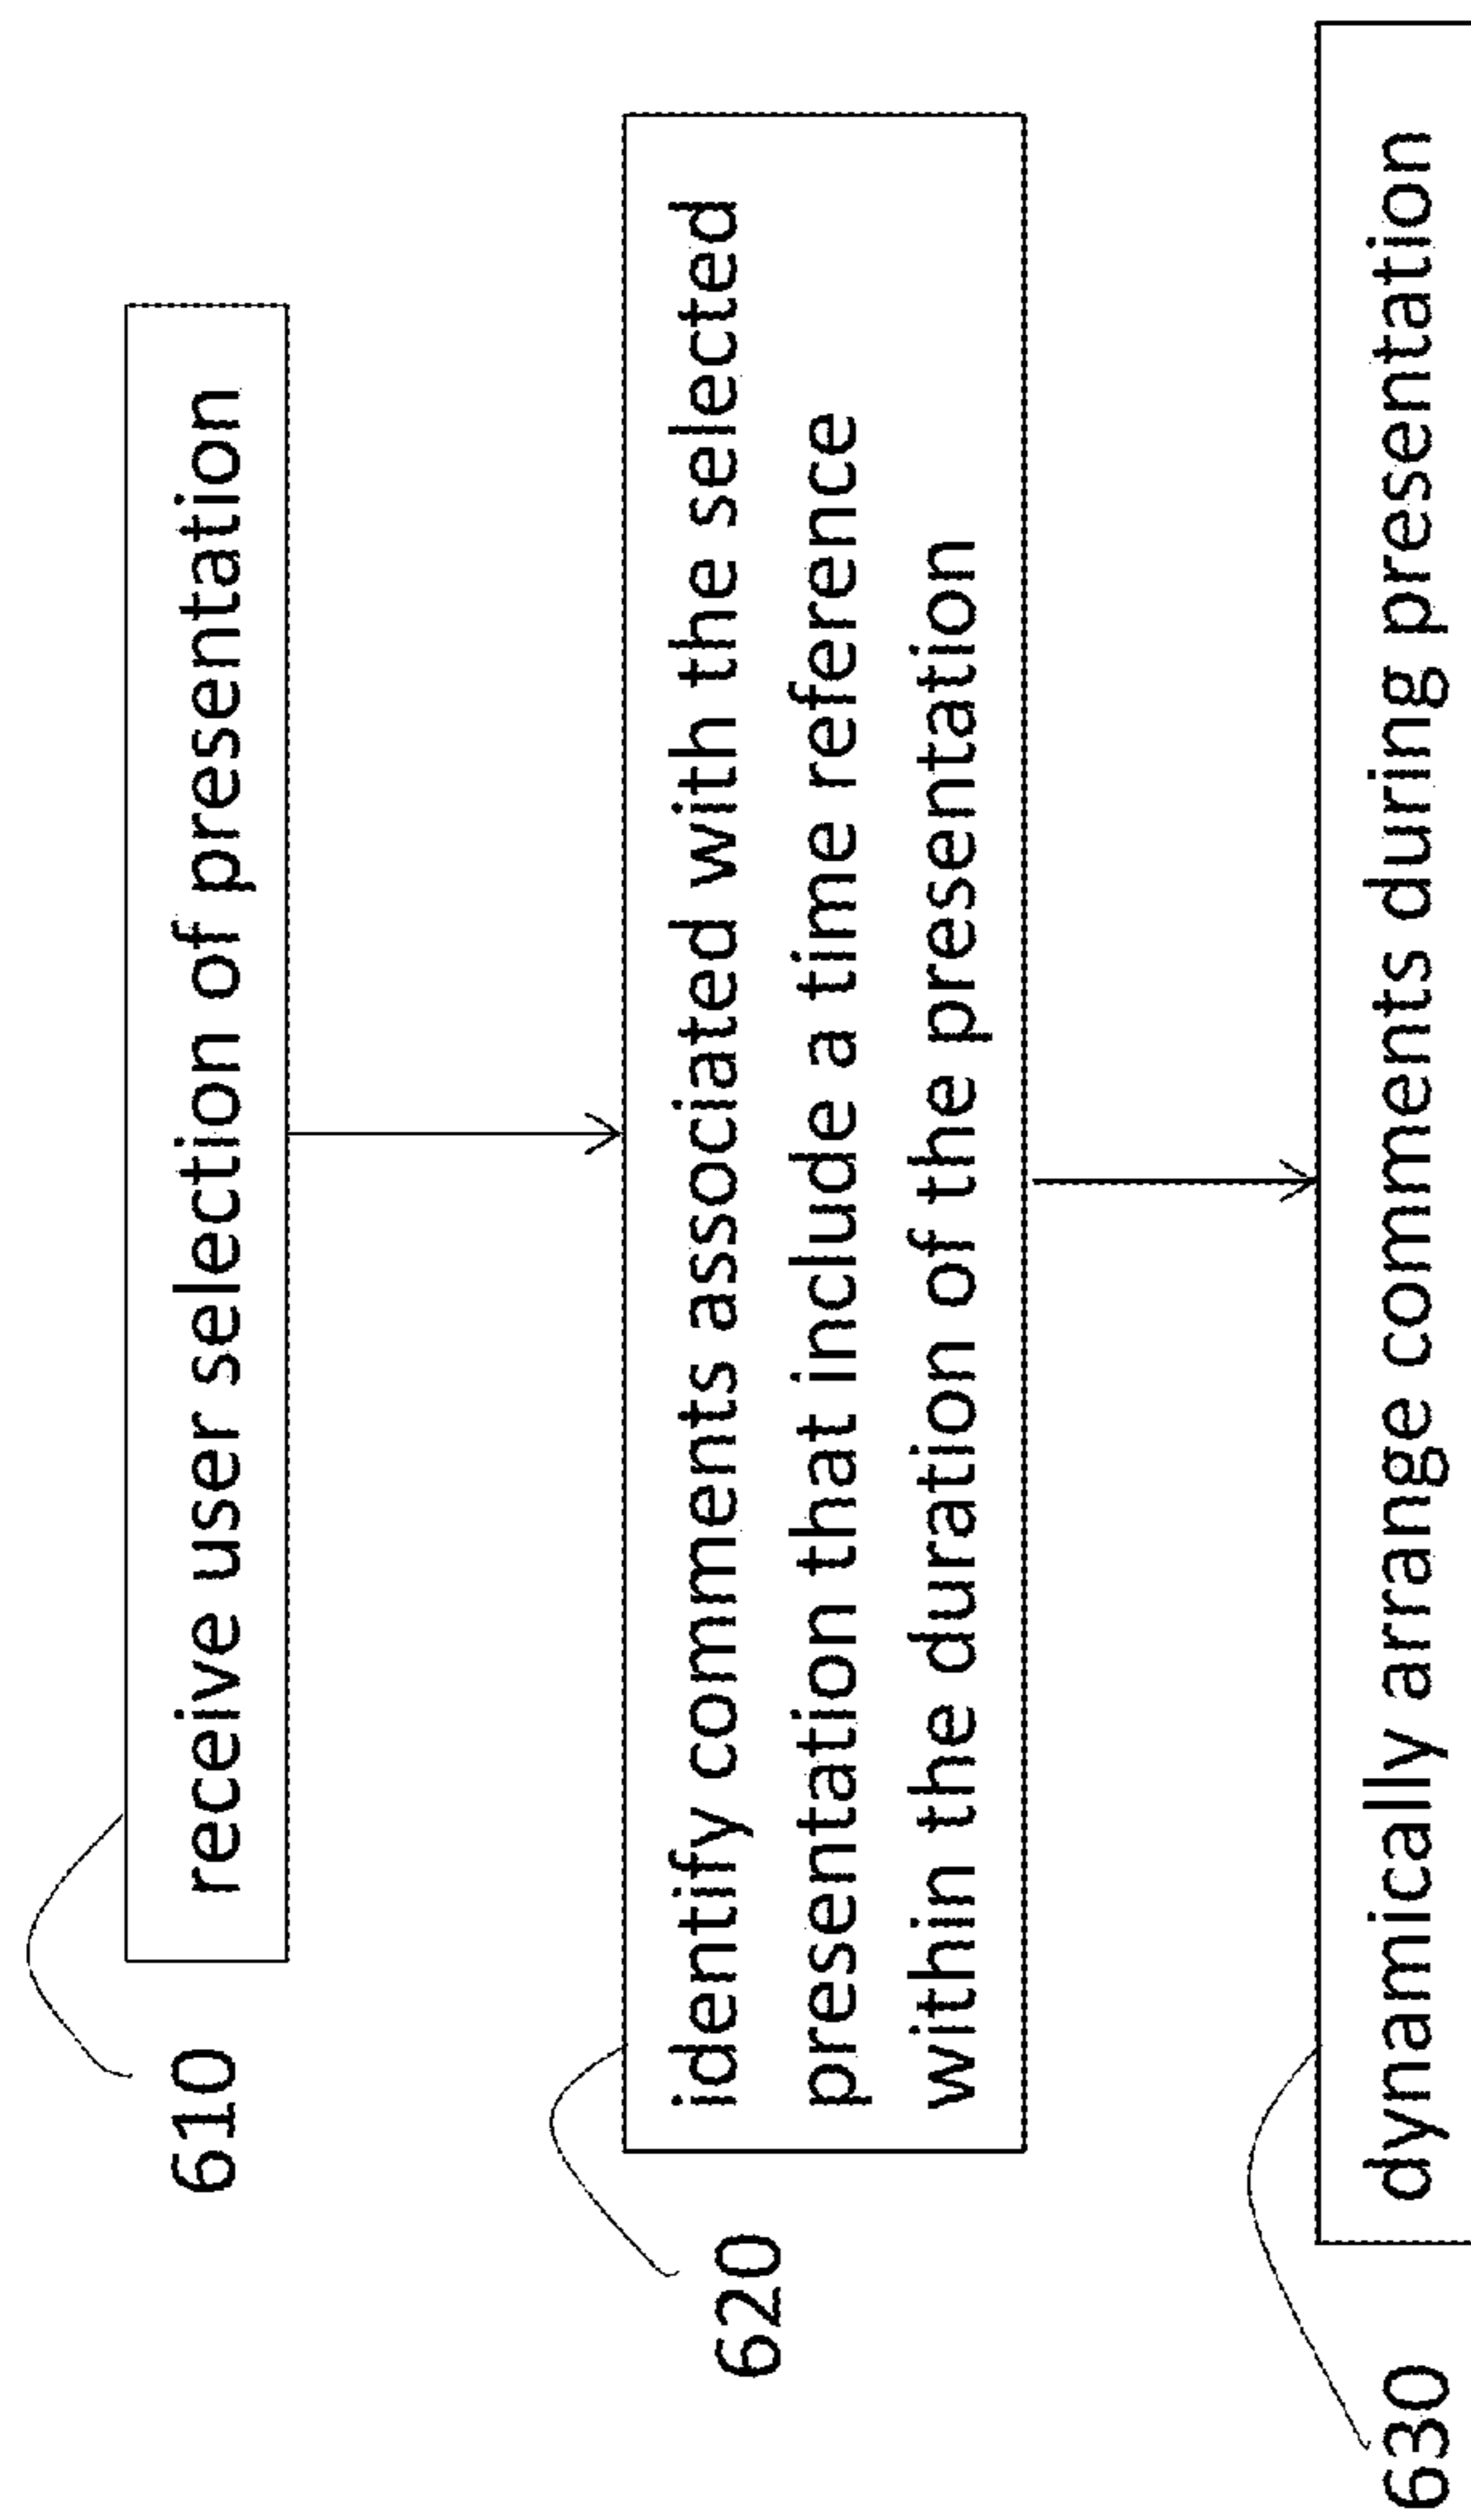 610
receive user selection of presentation
620
identify comments associated with the selected
presentation that include a time reference
within the duration of the presentation
630
dynamically arrange comments during presentation